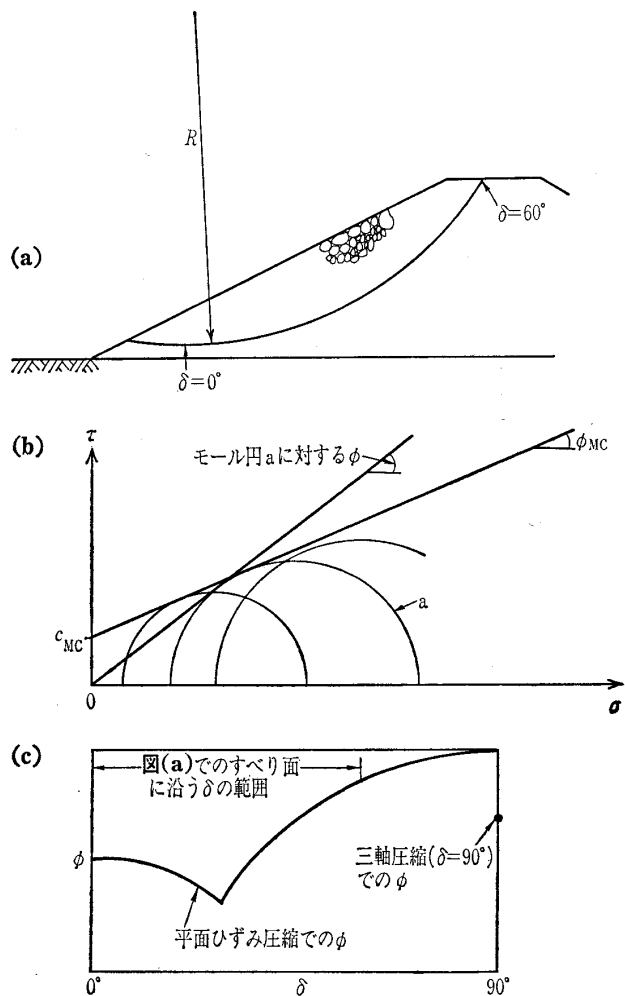 R
δ=60°
(a)
δ=0°
(b)
τ
モール円aに対するφ
φMC
a
cMC
0
σ
(c)
図(a)でのすべり面
に沿うδの範囲
φ
三軸圧縮(δ=90°)
でのφ
平面ひずみ圧縮でのφ
0°
δ
90°